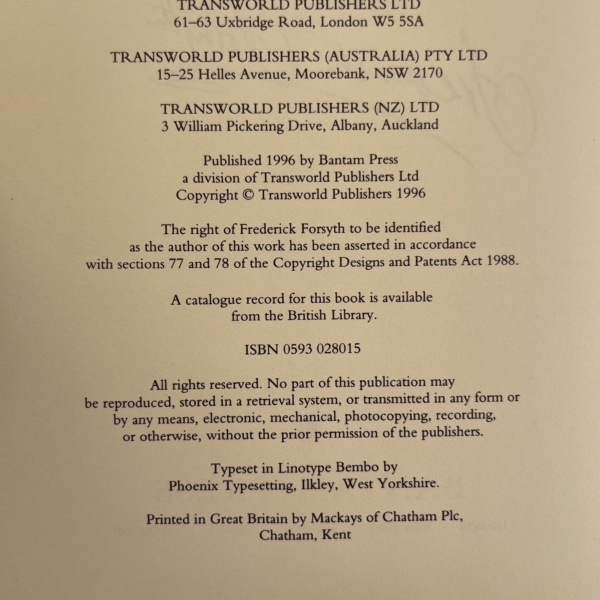 TRANSWORLD PUBLISHERS LTD
61–63 Uxbridge Road, London W5 5SA
TRANSWORLD PUBLISHERS (AUSTRALIA) PTY LTD
15–25 Helles Avenue, Moorebank, NSW 2170
TRANSWORLD PUBLISHERS (NZ) LTD
3 William Pickering Drive, Albany, Auckland
Published 1996 by Bantam Press
a division of Transworld Publishers Ltd
Copyright © Transworld Publishers 1996
The right of Frederick Forsyth to be identified
as the author of this work has been asserted in accordance
with sections 77 and 78 of the Copyright Designs and Patents Act 1988.
A catalogue record for this book is available
from the British Library.
ISBN 0593 028015
All rights reserved. No part of this publication may
be reproduced, stored in a retrieval system, or transmitted in any form or
by any means, electronic, mechanical, photocopying, recording,
or otherwise, without the prior permission of the publishers.
Typeset in Linotype Bembo by
Phoenix Typesetting, Ilkley, West Yorkshire.
Printed in Great Britain by Mackays of Chatham Plc,
Chatham, Kent